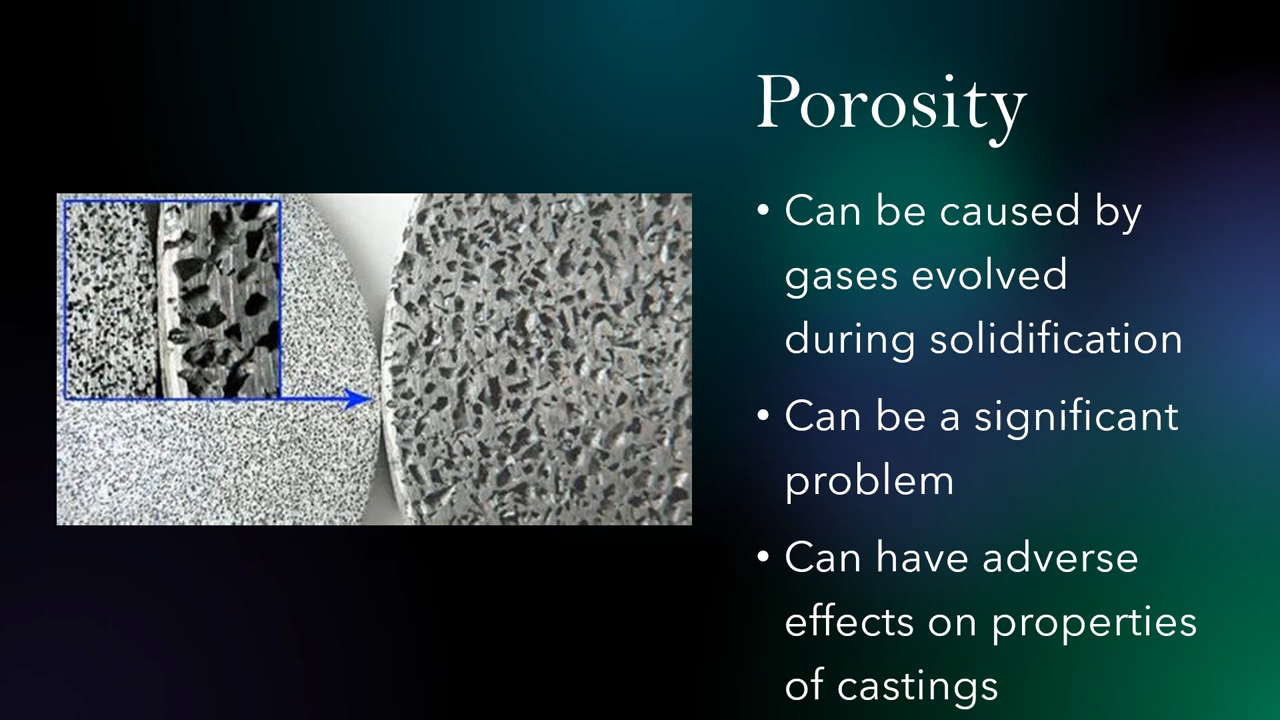 Porosity
• Can be caused by
gases evolved
during solidification
• Can be a significant
problem
• Can have adverse
effects on properties
of castings